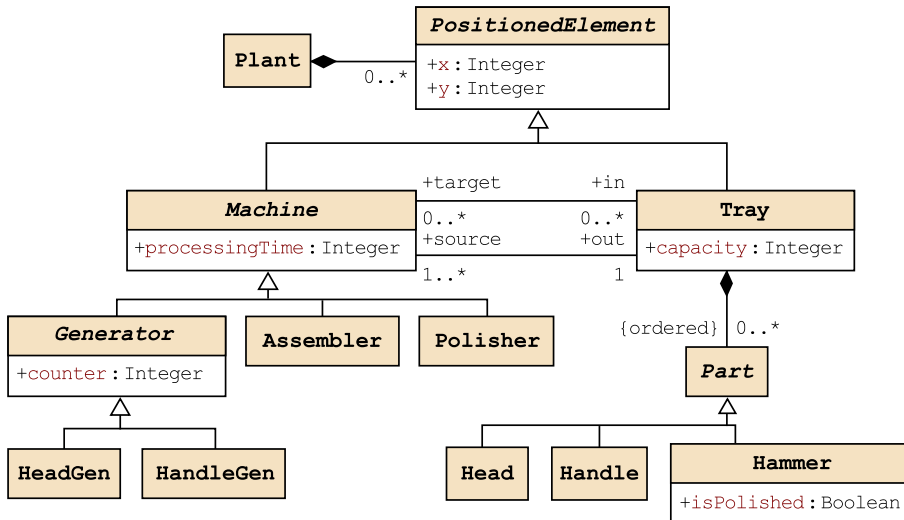 PositionedElement
Plant
+x : Integer
0..*
+y : Integer
+target
+in
Machine
Tray
0..*
0..*
+processingTime : Integer
+source
+out
+capacity : Integer
1..*
1
Generator
Assembler
Polisher
{ordered}
0..*
+counter : Integer
Part
HeadGen
HandleGen
Head
Handle
Hammer
+isPolished : Boolean